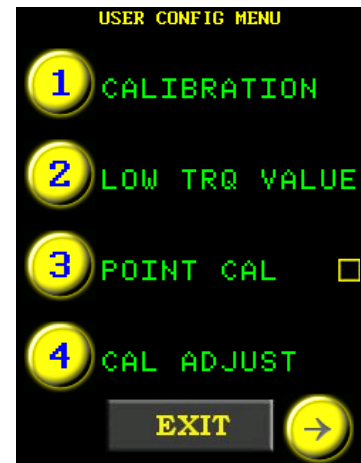 USER CONFIG MENU
1 CALIBRATION
2 LOW TRQ VALUE
3 POINT CAL
4 CAL ADJUST
EXIT